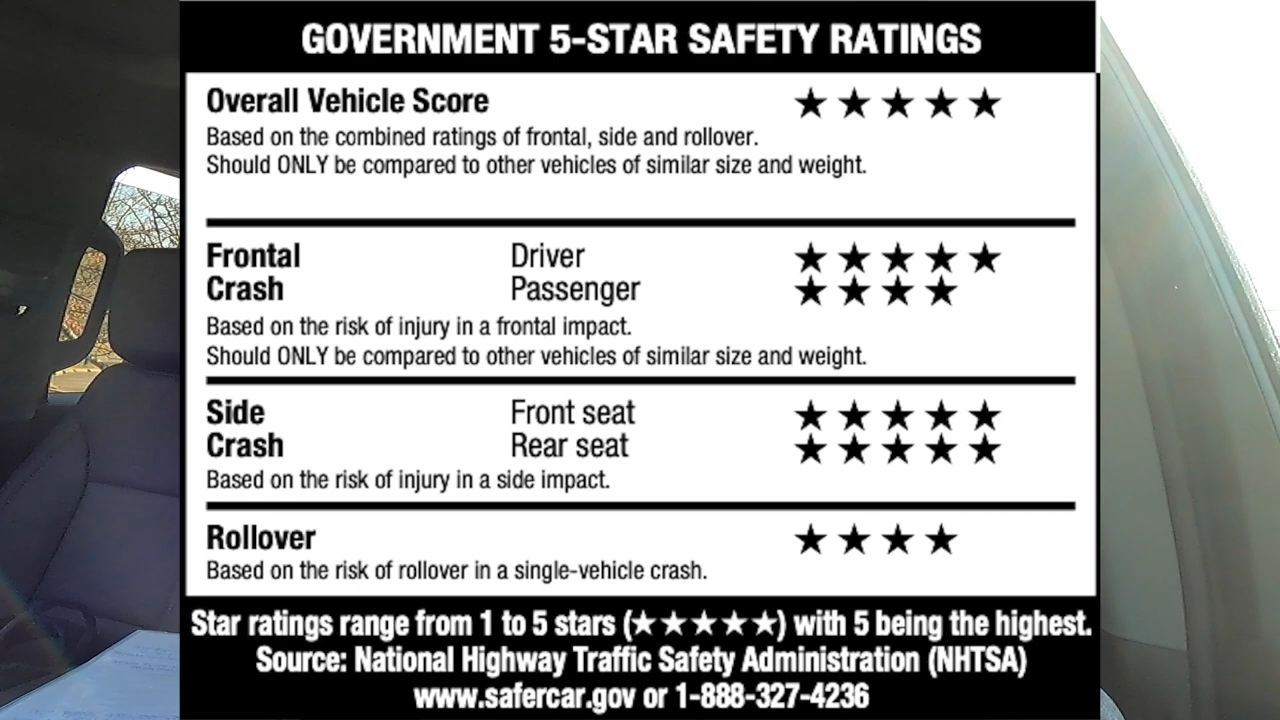 GOVERNMENT 5-STAR SAFETY RATINGS
Overall Vehicle Score ★★★★★
Based on the combined ratings of frontal, side and rollover.
Should ONLY be compared to other vehicles of similar size and weight.
Frontal Driver ★★★★★
Crash Passenger ★★★★
Based on the risk of injury in a frontal impact.
Should ONLY be compared to other vehicles of similar size and weight.
Side Front seat ★★★★★
Crash Rear seat ★★★★★
Based on the risk of injury in a side impact.
Rollover ★★★★
Based on the risk of rollover in a single-vehicle crash.
Star ratings range from 1 to 5 stars (★★★★★) with 5 being the highest.
Source: National Highway Traffic Safety Administration (NHTSA)
www.safercar.gov or 1-888-327-4236